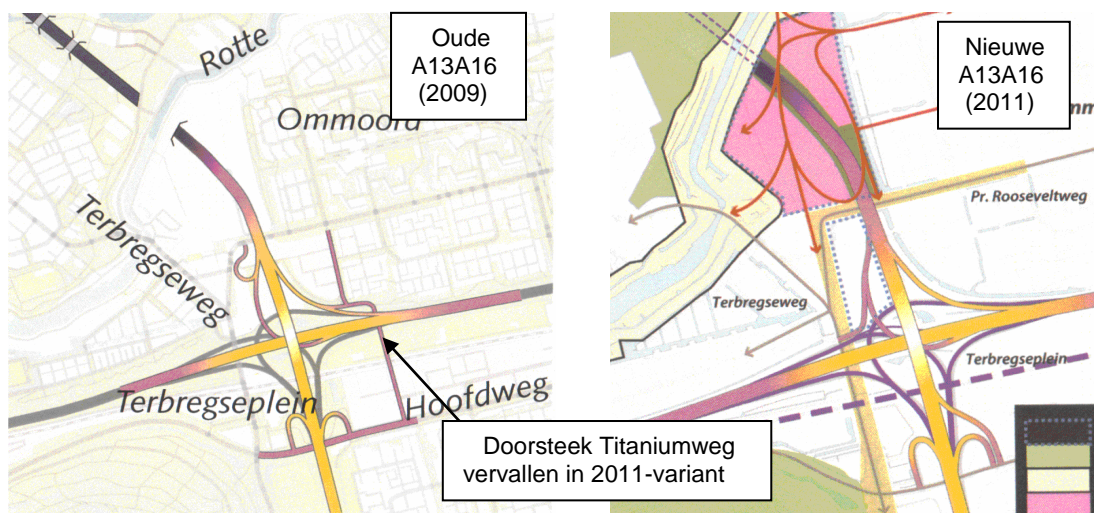 Oude
A13A16
(2009)
Rotte
Ommoord
Terbregseweg
Terbregseplein
Hoofdweg
Doorsteek Titaniumweg
vervallen in 2011-variant
Nieuwe
A13A16
(2011)
Pr. Rooseveltweg
Terbregseweg
Terbregseplein